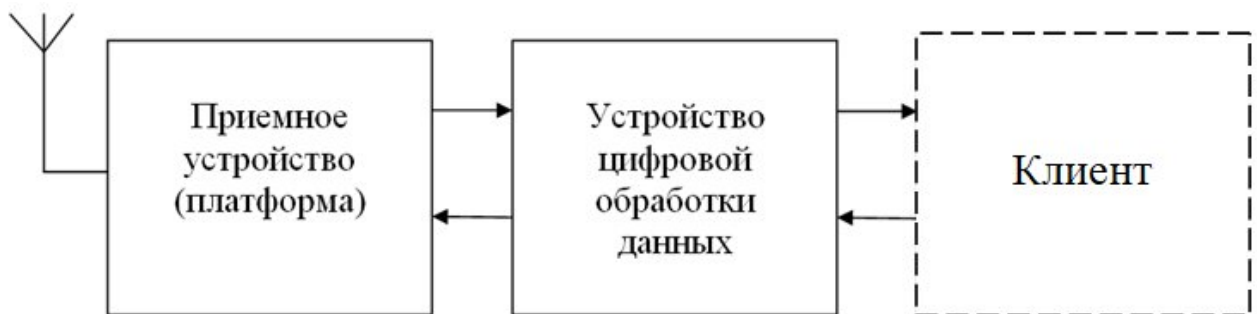 Приемное
устройство
(платформа)
Устройство
цифровой
обработки
данных
Клиент